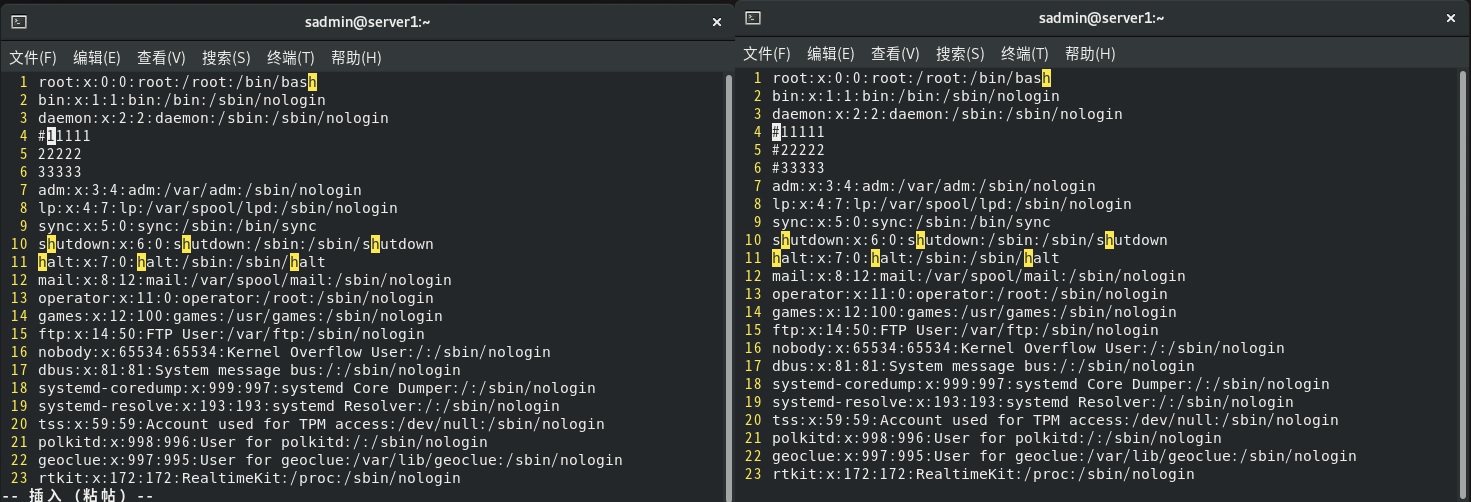 sadmin@server1:~
×
文件(F) 编辑(E) 查看(V) 搜索(S) 终端(T) 帮助(H)
1 root:x:0:0:root:/root:/bin/bash
2 bin:x:1:1:bin:/bin:/sbin/nologin
3 daemon:x:2:2:daemon:/sbin:/sbin/nologin
4 #11111
5 22222
6 33333
7 adm:x:3:4:adm:/var/adm:/sbin/nologin
8 lp:x:4:7:lp:/var/spool/lpd:/sbin/nologin
9 sync:x:5:0:sync:/sbin:/bin/sync
10 shutdown:x:6:0:shutdown:/sbin:/sbin/shutdown
11 halt:x:7:0:halt:/sbin:/sbin/halt
12 mail:x:8:12:mail:/var/spool/mail:/sbin/nologin
13 operator:x:11:0:operator:/root:/sbin/nologin
14 games:x:12:100:games:/usr/games:/sbin/nologin
15 ftp:x:14:50:FTP User:/var/ftp:/sbin/nologin
16 nobody:x:65534:65534:Kernel Overflow User:/:/sbin/nologin
17 dbus:x:81:81:System message bus:/:/sbin/nologin
18 systemd-coredump:x:999:997:systemd Core Dumper:/:/sbin/nologin
19 systemd-resolve:x:193:193:systemd Resolver:/:/sbin/nologin
20 tss:x:59:59:Account used for TPM access:/dev/null:/sbin/nologin
21 polkitd:x:998:996:User for polkitd:/:/sbin/nologin
22 geoclue:x:997:995:User for geoclue:/var/lib/geoclue:/sbin/nologin
23 rtkit:x:172:172:RealtimeKit:/proc:/sbin/nologin
-- 插入 (粘帖) --
sadmin@server1:~
×
文件(F) 编辑(E) 查看(V) 搜索(S) 终端(T) 帮助(H)
1 root:x:0:0:root:/root:/bin/bash
2 bin:x:1:1:bin:/bin:/sbin/nologin
3 daemon:x:2:2:daemon:/sbin:/sbin/nologin
4 #11111
5 #22222
6 #33333
7 adm:x:3:4:adm:/var/adm:/sbin/nologin
8 lp:x:4:7:lp:/var/spool/lpd:/sbin/nologin
9 sync:x:5:0:sync:/sbin:/bin/sync
10 shutdown:x:6:0:shutdown:/sbin:/sbin/shutdown
11 halt:x:7:0:halt:/sbin:/sbin/halt
12 mail:x:8:12:mail:/var/spool/mail:/sbin/nologin
13 operator:x:11:0:operator:/root:/sbin/nologin
14 games:x:12:100:games:/usr/games:/sbin/nologin
15 ftp:x:14:50:FTP User:/var/ftp:/sbin/nologin
16 nobody:x:65534:65534:Kernel Overflow User:/:/sbin/nologin
17 dbus:x:81:81:System message bus:/:/sbin/nologin
18 systemd-coredump:x:999:997:systemd Core Dumper:/:/sbin/nologin
19 systemd-resolve:x:193:193:systemd Resolver:/:/sbin/nologin
20 tss:x:59:59:Account used for TPM access:/dev/null:/sbin/nologin
21 polkitd:x:998:996:User for polkitd:/:/sbin/nologin
22 geoclue:x:997:995:User for geoclue:/var/lib/geoclue:/sbin/nologin
23 rtkit:x:172:172:RealtimeKit:/proc:/sbin/nologin